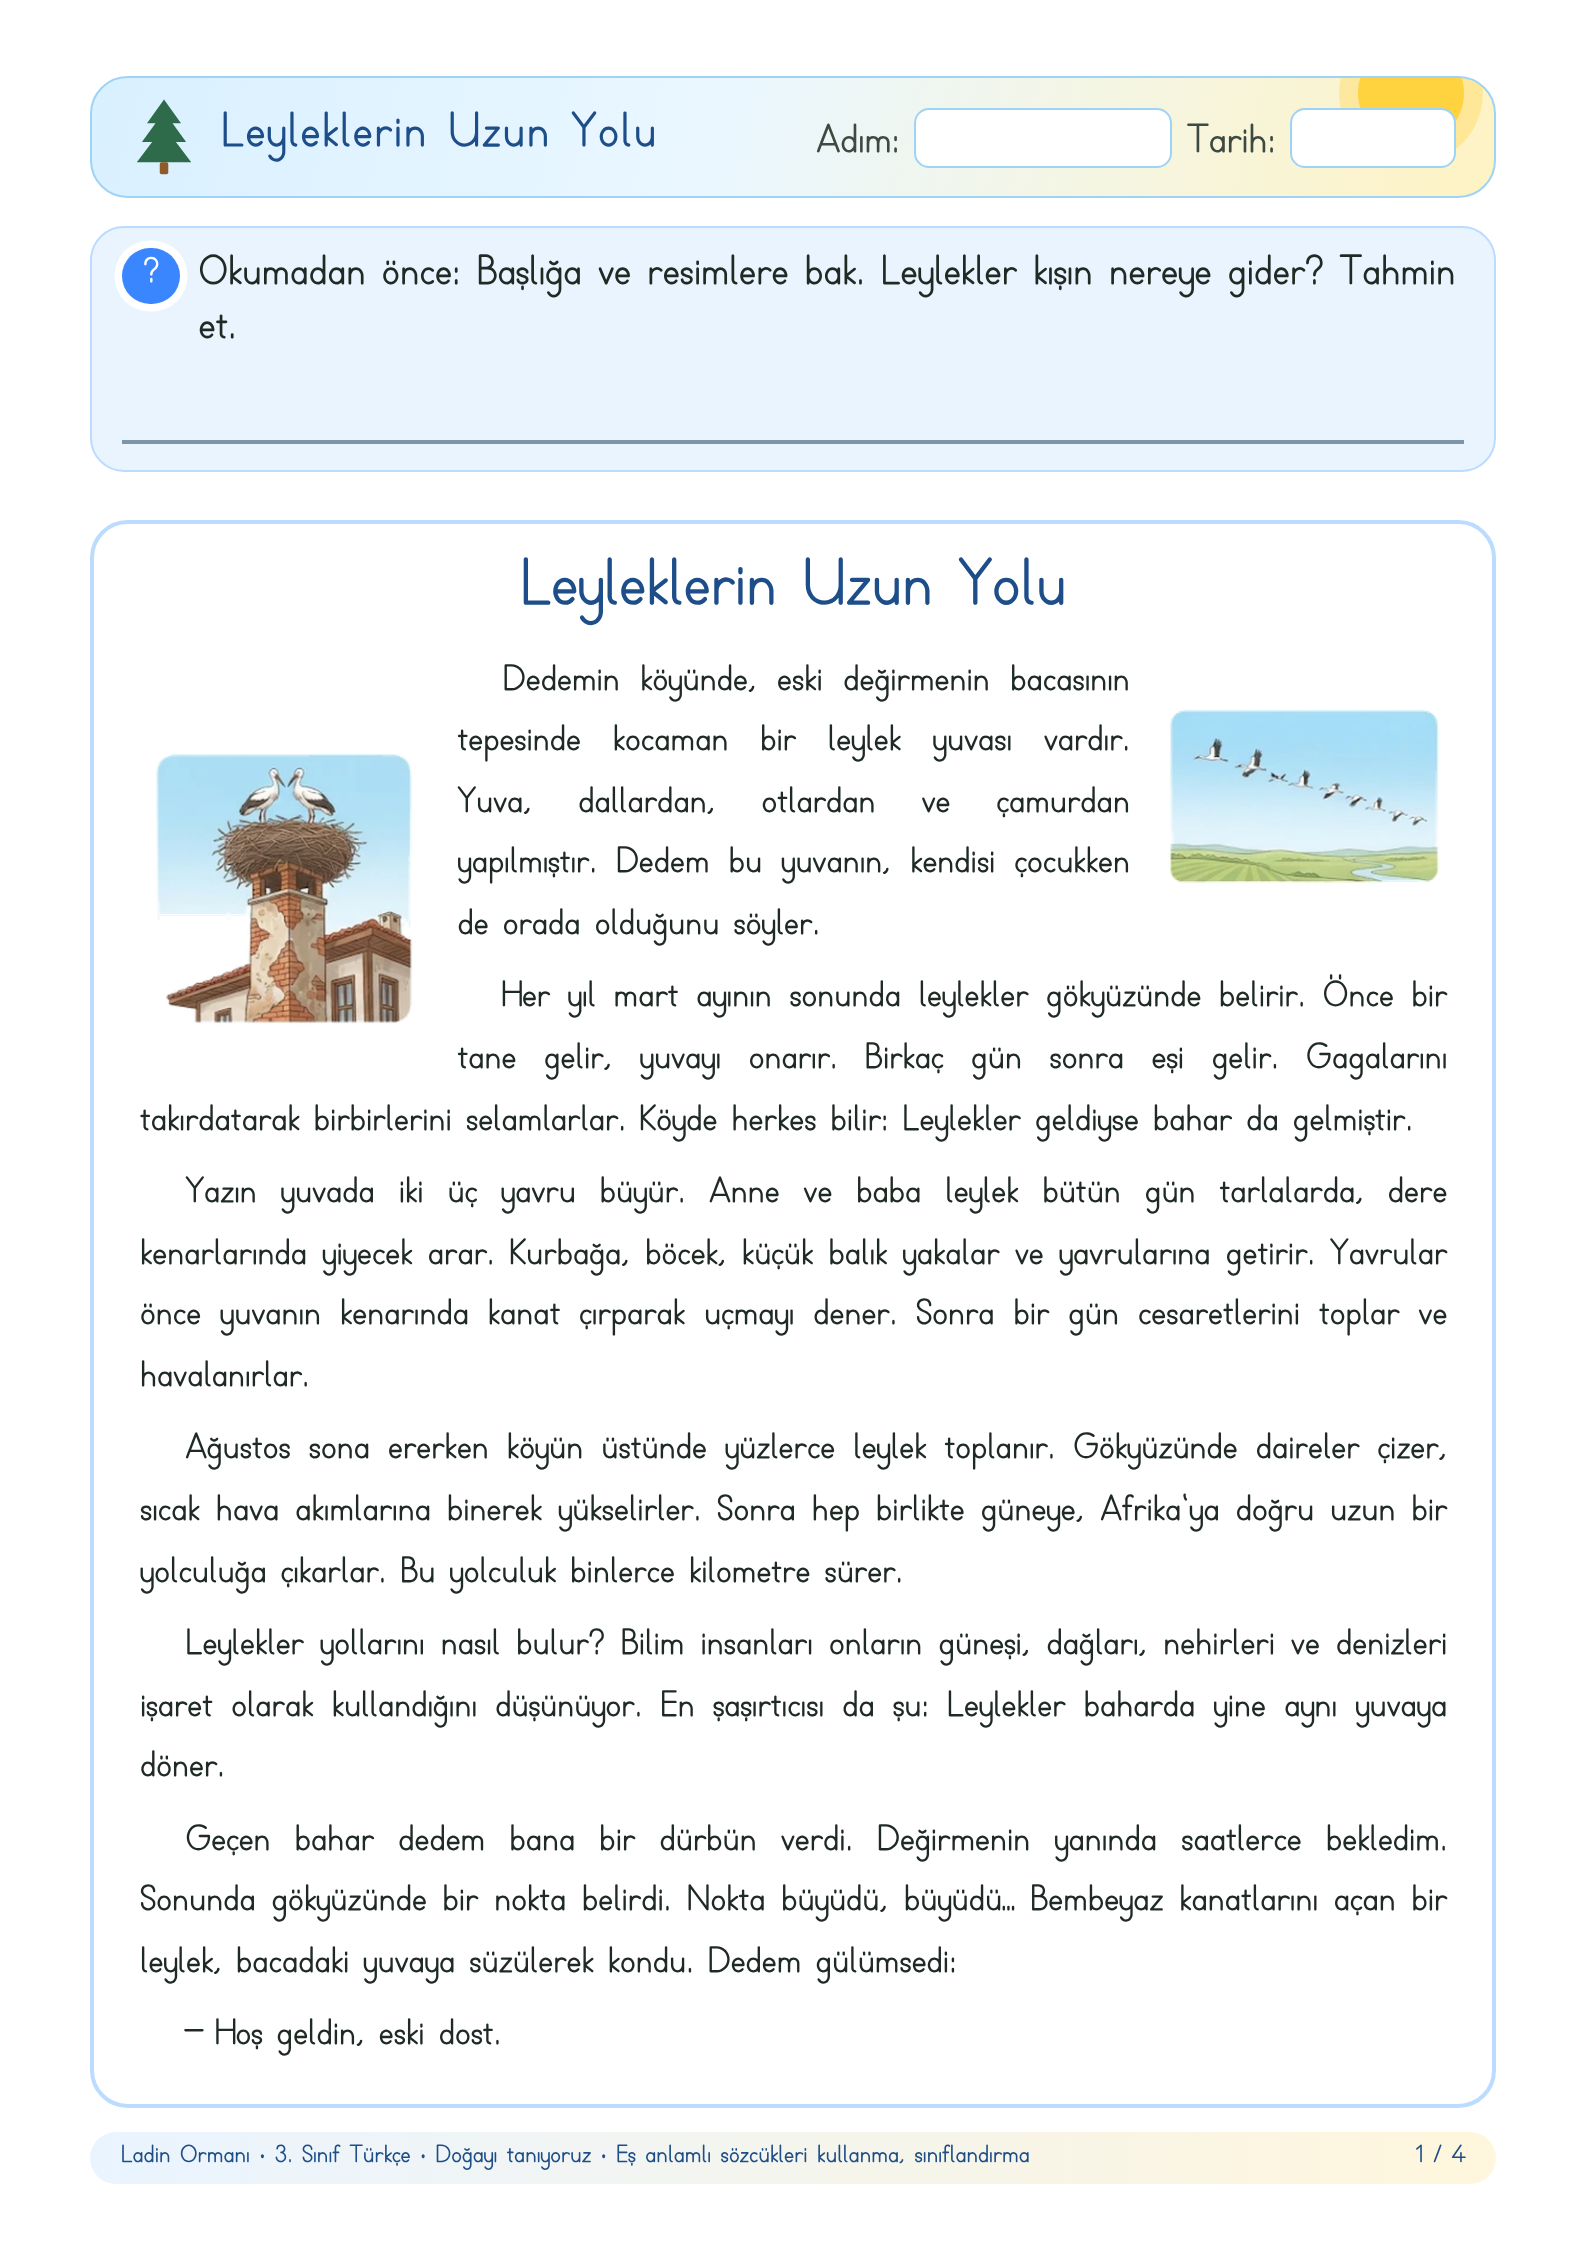 Leyleklerin Uzun Yolu
Adım:
Tarih:
?
Okumadan önce: Başlığa ve resimlere bak. Leylekler kışın nereye gider? Tahmin
et.
Leyleklerin Uzun Yolu
Dedemin köyünde, eski değirmenin bacasının
tepesinde kocaman bir leylek yuvası vardır.
Yuva, dallardan, otlardan ve çamurdan
yapılmıştır. Dedem bu yuvanın, kendisi çocukken
de orada olduğunu söyler.
Her yıl mart ayının sonunda leylekler gökyüzünde belirir. Önce bir
tane gelir, yuvayı onarır. Birkaç gün sonra eşi gelir. Gagalarını
takırdatarak birbirlerini selamlarlar. Köyde herkes bilir: Leylekler geldiyse bahar da gelmiştir.
Yazın yuvada iki üç yavru büyür. Anne ve baba leylek bütün gün tarlalarda, dere
kenarlarında yiyecek arar. Kurbağa, böcek, küçük balık yakalar ve yavrularına getirir. Yavrular
önce yuvanın kenarında kanat çırparak uçmayı dener. Sonra bir gün cesaretlerini toplar ve
havalanırlar.
Ağustos sona ererken köyün üstünde yüzlerce leylek toplanır. Gökyüzünde daireler çizer,
sıcak hava akımlarına binerek yükselirler. Sonra hep birlikte güneye, Afrika‛ya doğru uzun bir
yolculuğa çıkarlar. Bu yolculuk binlerce kilometre sürer.
Leylekler yollarını nasıl bulur? Bilim insanları onların güneşi, dağları, nehirleri ve denizleri
işaret olarak kullandığını düşünüyor. En şaşırtıcısı da şu: Leylekler baharda yine aynı yuvaya
döner.
Geçen bahar dedem bana bir dürbün verdi. Değirmenin yanında saatlerce bekledim.
Sonunda gökyüzünde bir nokta belirdi. Nokta büyüdü, büyüdü… Bembeyaz kanatlarını açan bir
leylek, bacadaki yuvaya süzülerek kondu. Dedem gülümsedi:
– Hoş geldin, eski dost.
Ladin Ormanı • 3. Sınıf Türkçe • Doğayı tanıyoruz • Eş anlamlı sözcükleri kullanma, sınıflandırma
1 / 4